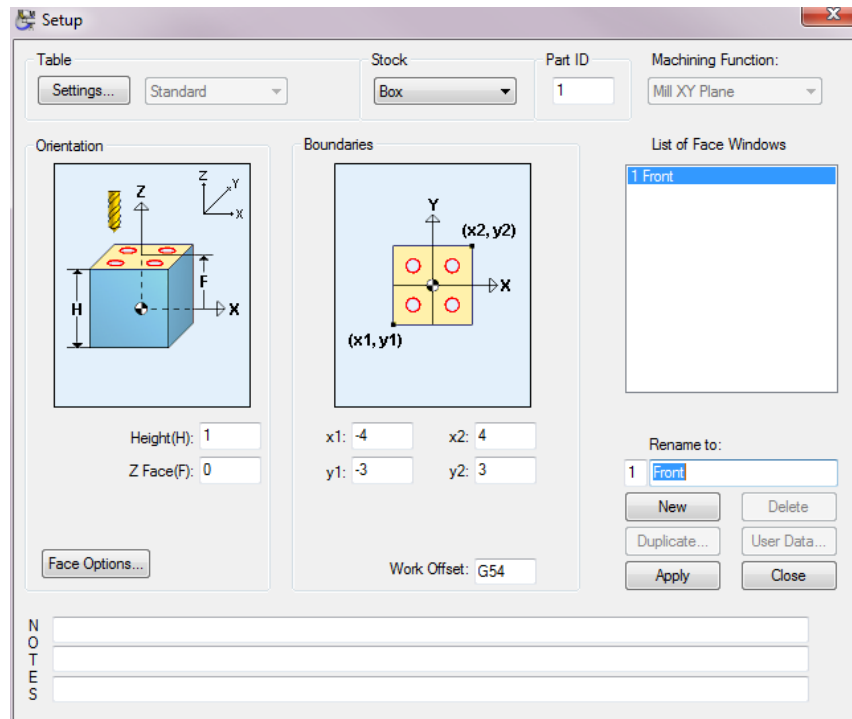 Setup
Table
Stock
Part ID
Machining Function:
Settings...
Standard
Box
1
Mill XY Plane
Orientation
Boundaries
List of Face Windows
1 Front
Z
Z
Y
X
F
H
X
Y
(x2, y2)
X
(x1, y1)
Height(H): 1
x1: -4
x2: 4
Z Face(F): 0
y1: -3
y2: 3
Rename to:
1 Front
New
Delete
Duplicate...
User Data...
Face Options...
Work Offset: G54
Apply
Close
NOTES